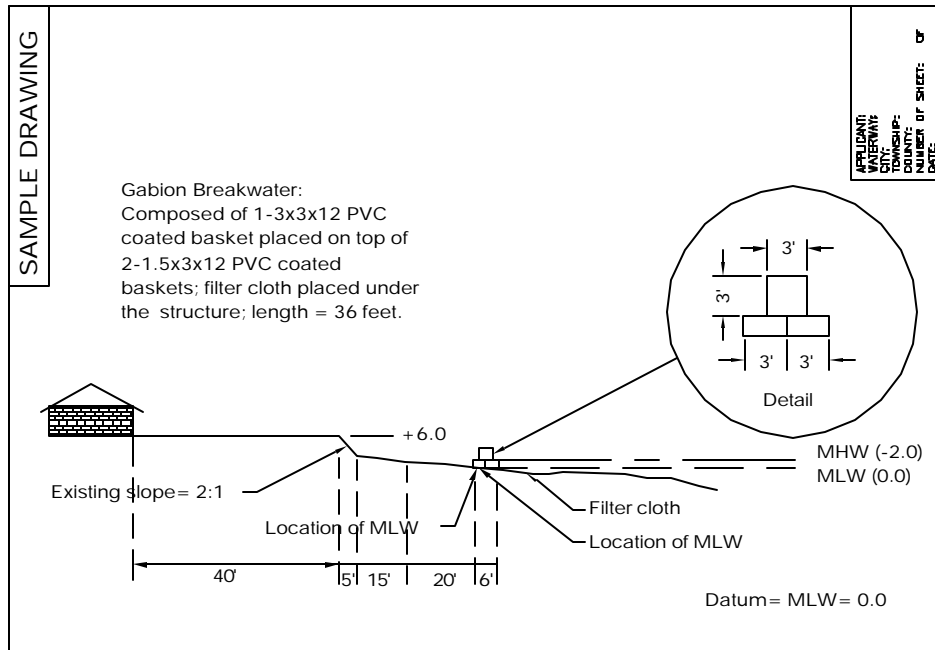 SAMPLE DRAWING
APPLICANT:
WATERWAY:
CITY:
TOWNSHIP:
COUNTY:
NUMBER OF SHEET: OF
DATE:
Gabion Breakwater:
Composed of 1-3x3x12 PVC
coated basket placed on top of
2-1.5x3x12 PVC coated
baskets; filter cloth placed under
the structure; length = 36 feet.
3'
3'
3' 3'
Detail
+6.0
MHW (-2.0)
MLW (0.0)
Existing slope= 2:1
Filter cloth
Location of MLW
Location of MLW
40' 5' 15' 20' 6'
Datum= MLW= 0.0